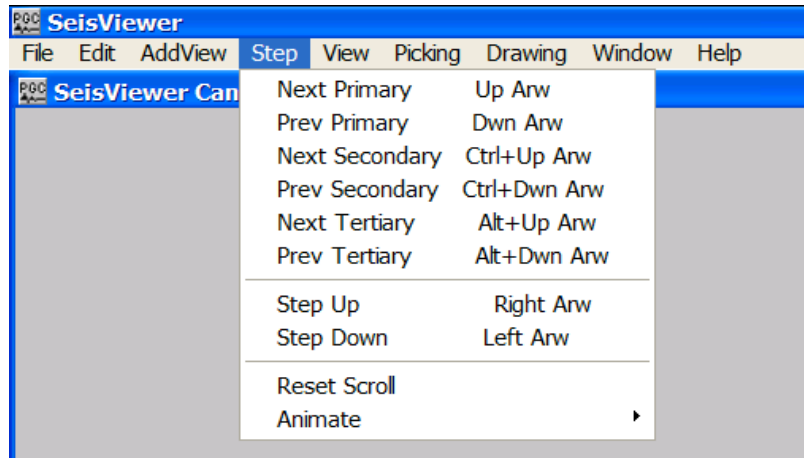 PGC SeisViewer
File Edit AddView Step View Picking Drawing Window Help
PGC SeisViewer Can
Next Primary Up Arw
Prev Primary Dwn Arw
Next Secondary Ctrl+Up Arw
Prev Secondary Ctrl+Dwn Arw
Next Tertiary Alt+Up Arw
Prev Tertiary Alt+Dwn Arw
Step Up Right Arw
Step Down Left Arw
Reset Scroll
Animate